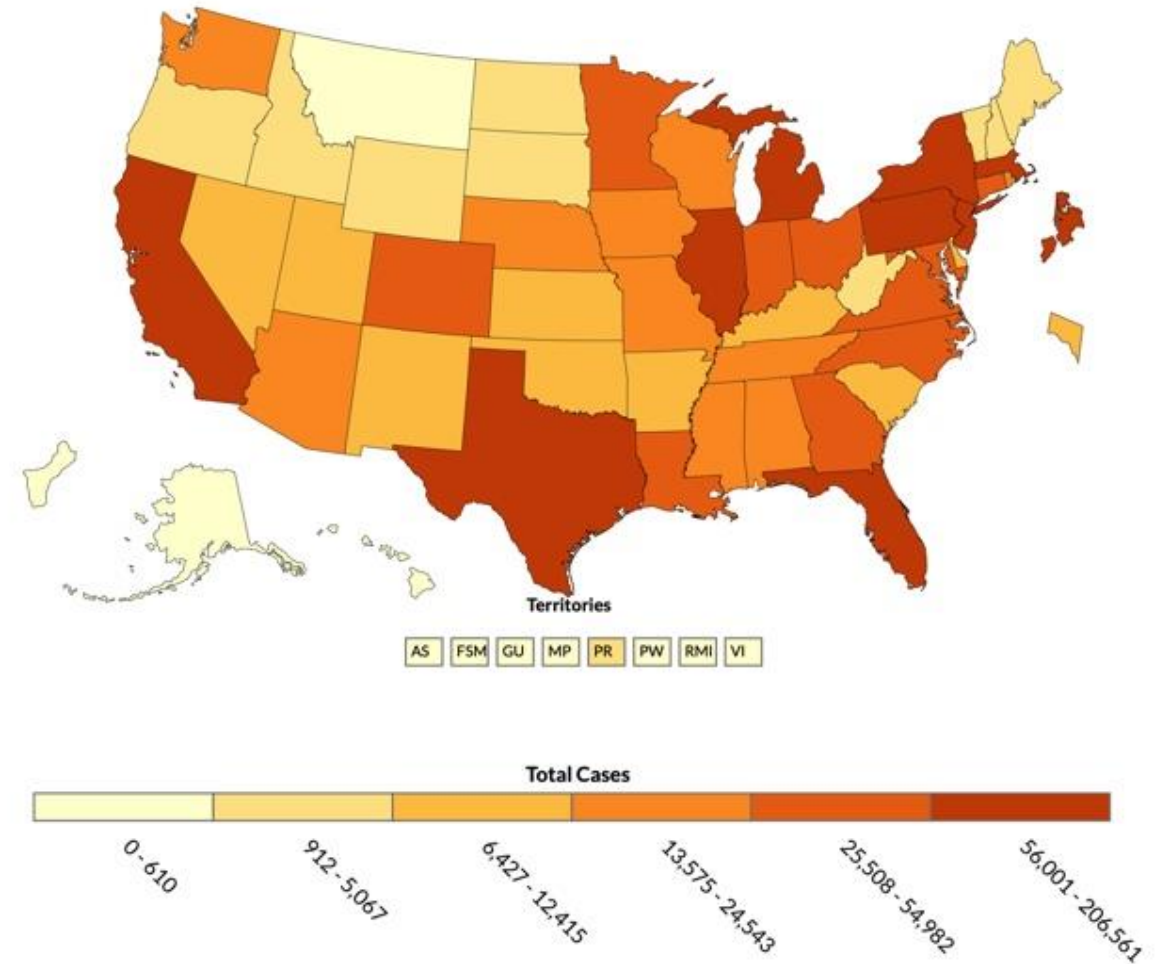 Territories
AS FSM GU MP PR PW RMI VI
Total Cases
0 - 610
912 - 5,067
6,427 - 12,415
13,575 - 24,543
25,508 - 54,982
56,001 - 206,561